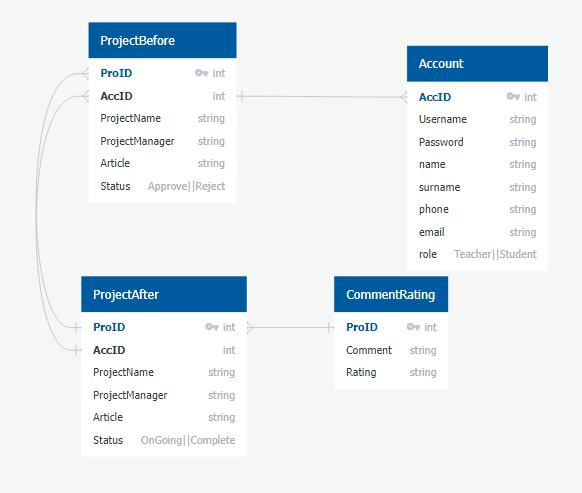 ProjectBefore
ProID int
AccID int
ProjectName string
ProjectManager string
Article string
Status Approve||Reject
Account
AccID int
Username string
Password string
name string
surname string
phone string
email string
role Teacher||Student
ProjectAfter
ProID int
AccID int
ProjectName string
ProjectManager string
Article string
Status OnGoing||Complete
CommentRating
ProID int
Comment string
Rating string